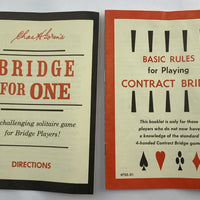 Chas. H. Goren's
BRIDGE
FOR ONE
challenging solitaire game
for Bridge Players!
DIRECTIONS
BASIC RULES
for Playing
CONTRACT BRI
This booklet is only for those
players who do not now have
a knowledge of the standard
4-handed Contract Bridge game